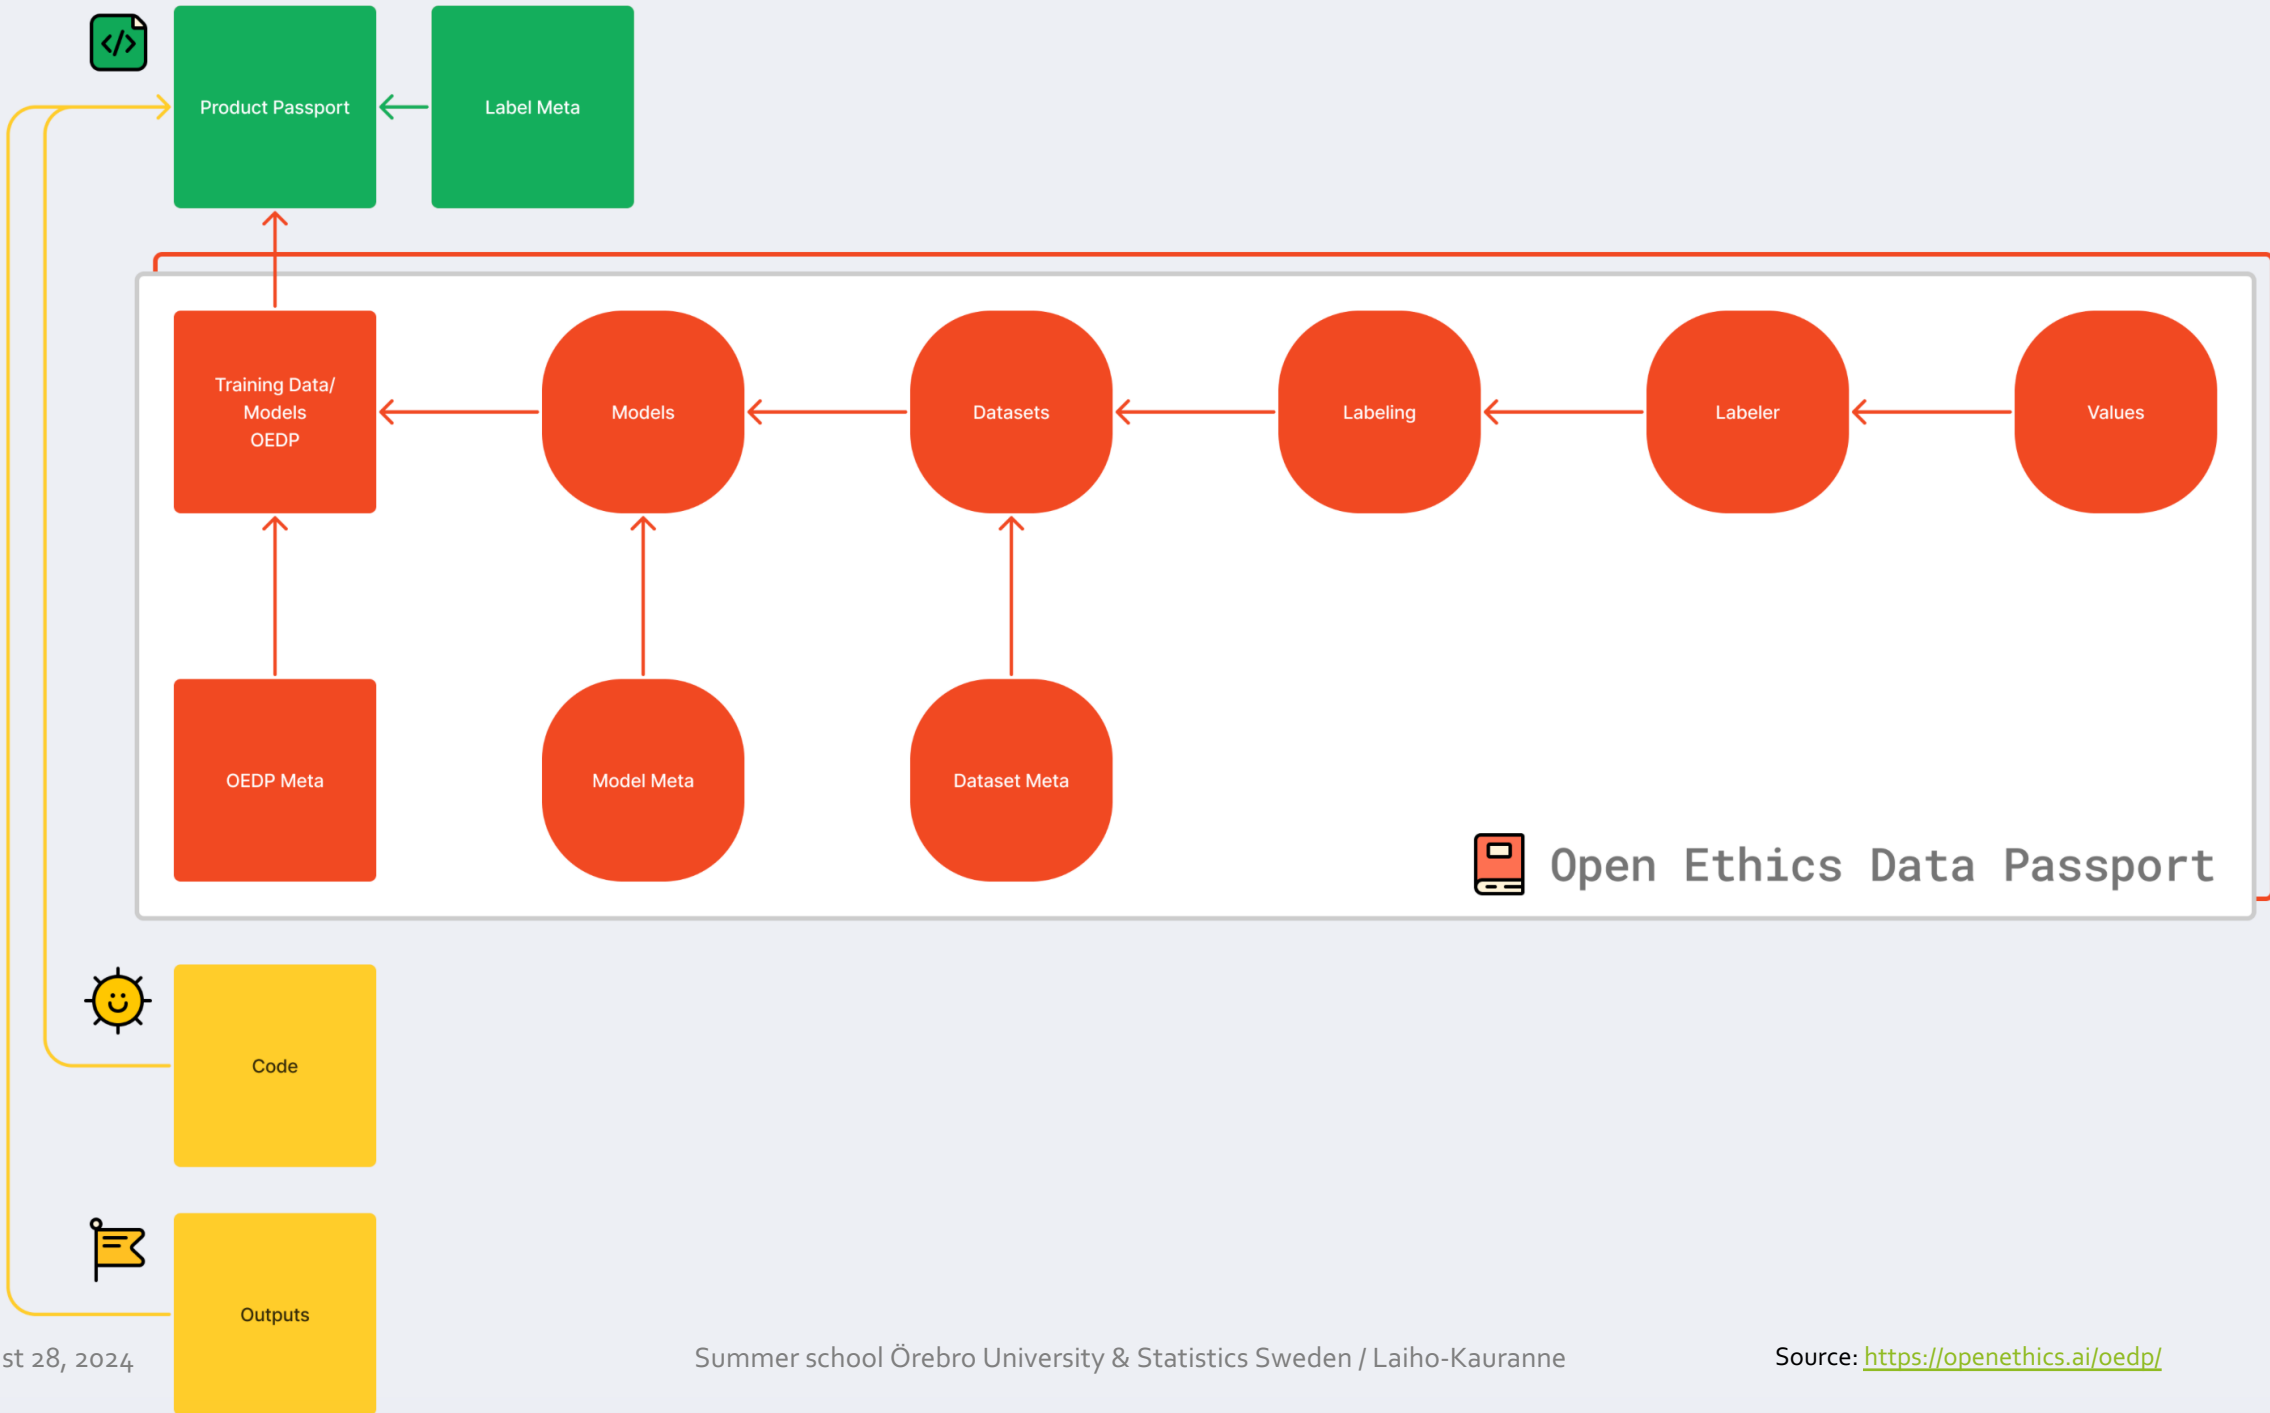 Product Passport
Label Meta
Training Data/
Models
OEDP
Models
Datasets
Labeling
Labeler
Values
OEDP Meta
Model Meta
Dataset Meta
Open Ethics Data Passport
Code
Outputs
st 28, 2024
Summer school Örebro University & Statistics Sweden / Laiho-Kauranne
Source: https://openethics.ai/oedp/